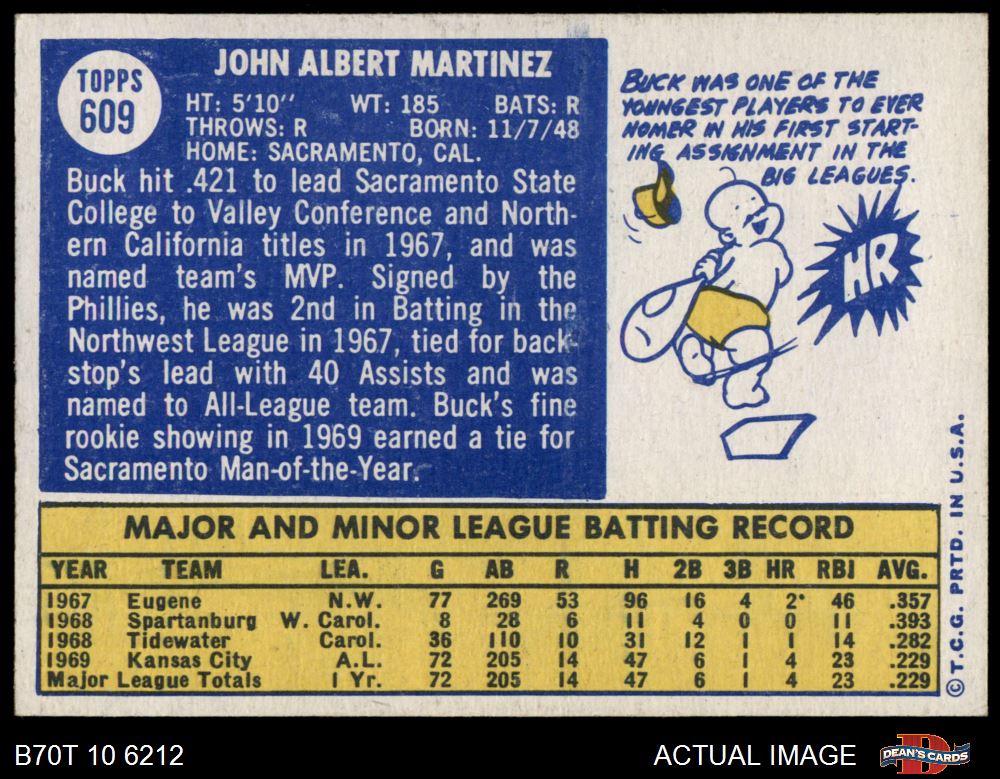 TOPPS
609
JOHN ALBERT MARTINEZ
HT: 5'10" WT: 185 BATS: R
THROWS: R BORN: 11/7/48
HOME: SACRAMENTO, CAL.
Buck hit .421 to lead Sacramento State
College to Valley Conference and North-
ern California titles in 1967, and was
named team's MVP. Signed by the
Phillies, he was 2nd in Batting in the
Northwest League in 1967, tied for back-
stop's lead with 40 Assists and was
named to All-League team. Buck's fine
rookie showing in 1969 earned a tie for
Sacramento Man-of-the-Year.
BUCK WAS ONE OF THE
YOUNGEST PLAYERS TO EVER
HOMER IN HIS FIRST START-
ING ASSIGNMENT IN THE
BIG LEAGUES.
HR
MAJOR AND MINOR LEAGUE BATTING RECORD
YEAR TEAM LEA. G AB R H 2B 3B HR RBI AVG.
1967 Eugene N.W. 77 269 53 96 16 4 2• 46 .357
1968 Spartanburg W. Carol. 8 28 6 11 4 0 0 11 .393
1968 Tidewater Carol. 36 110 10 31 12 1 1 14 .282
1969 Kansas City A.L. 72 205 14 47 6 1 4 23 .229
Major League Totals 1 Yr. 72 205 14 47 6 1 4 23 .229
© T.C.G. PRTD. IN U.S.A.
B70T 10 6212
ACTUAL IMAGE
D
DEAN'S CARDS